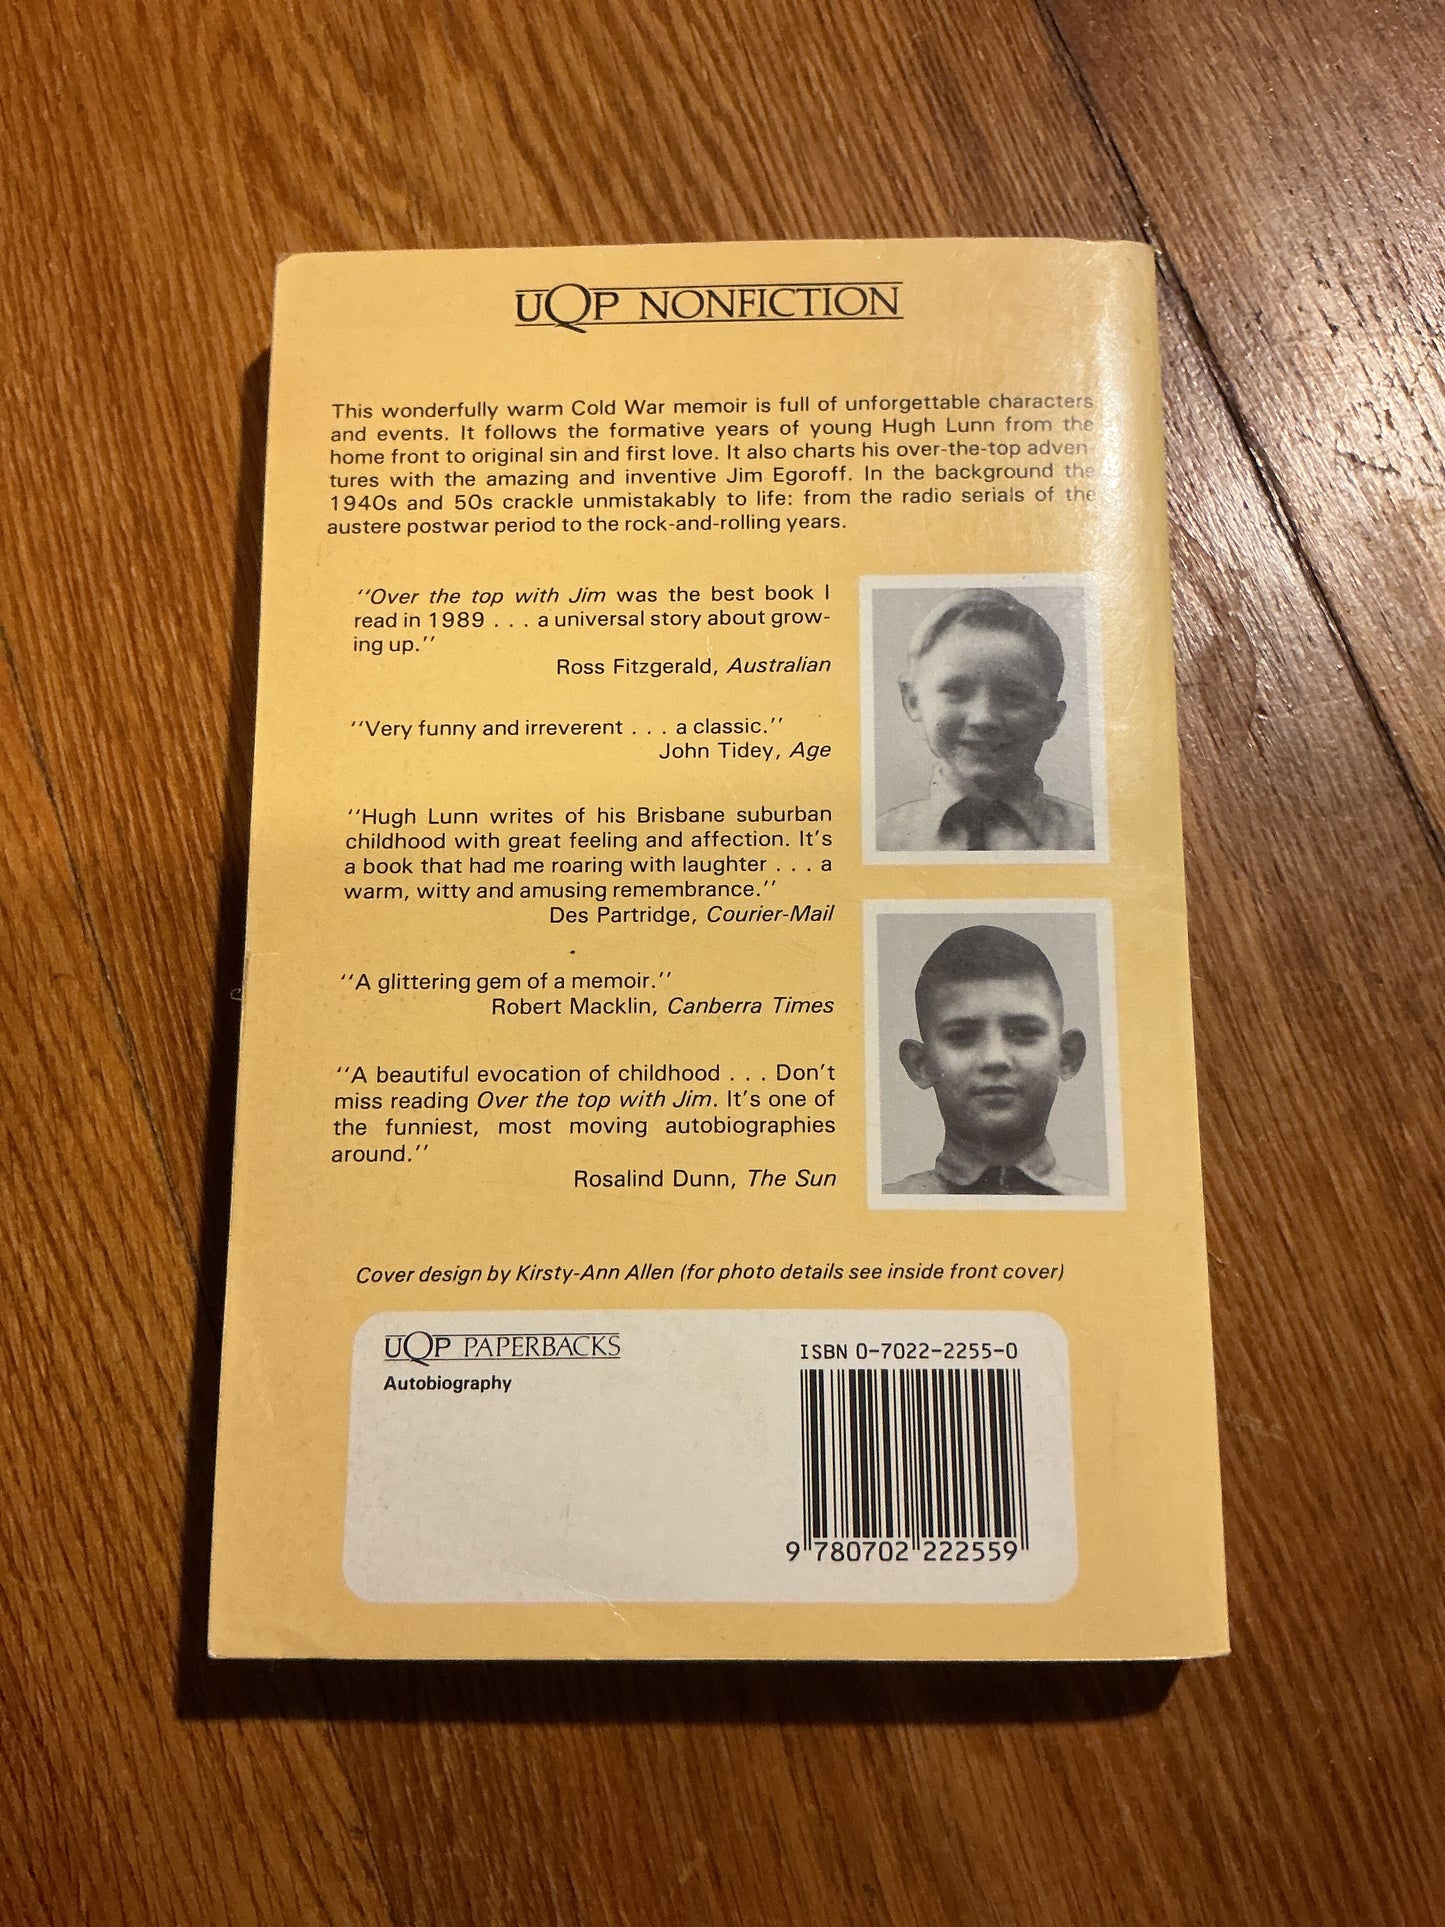 UQP NONFICTION
This wonderfully warm Cold War memoir is full of unforgettable characters
and events. It follows the formative years of young Hugh Lunn from the
home front to original sin and first love. It also charts his over-the-top adven-
tures with the amazing and inventive Jim Egoroff. In the background the
1940s and 50s crackle unmistakably to life: from the radio serials of the
austere postwar period to the rock-and-rolling years.
''Over the top with Jim was the best book I
read in 1989 . . . a universal story about grow-
ing up.''
Ross Fitzgerald, Australian
''Very funny and irreverent . . . a classic.''
John Tidey, Age
''Hugh Lunn writes of his Brisbane suburban
childhood with great feeling and affection. It's
a book that had me roaring with laughter . . . a
warm, witty and amusing remembrance.''
Des Partridge, Courier-Mail
''A glittering gem of a memoir.''
Robert Macklin, Canberra Times
''A beautiful evocation of childhood . . . Don't
miss reading Over the top with Jim. It's one of
the funniest, most moving autobiographies
around.''
Rosalind Dunn, The Sun
Cover design by Kirsty-Ann Allen (for photo details see inside front cover)
UQP PAPERBACKS
Autobiography
ISBN 0-7022-2255-0
9 780702 222559